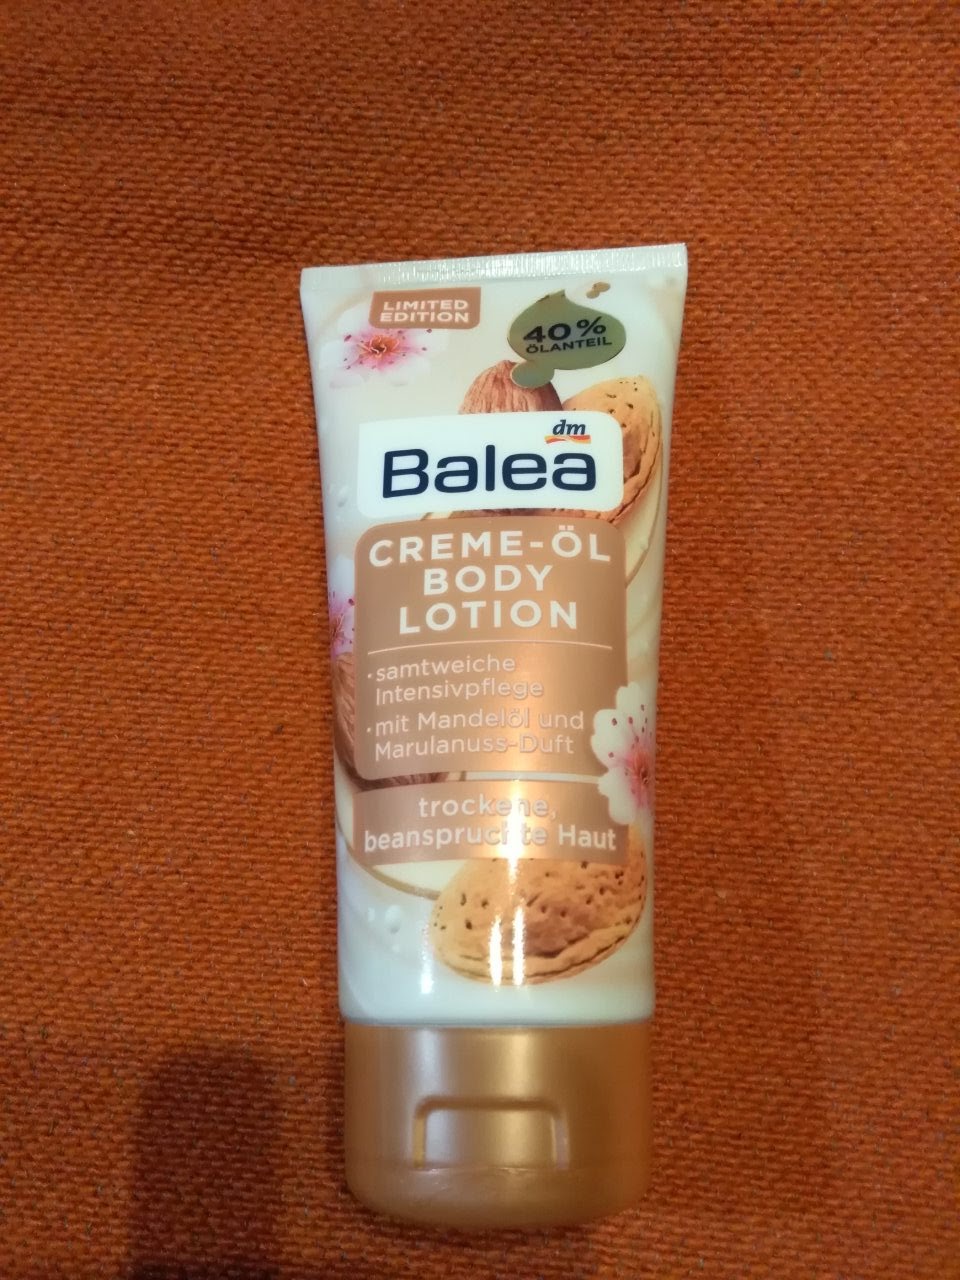 LIMITED
EDITION
40%
ÖLANTEIL
dm
Balea
CREME-ÖL
BODY
LOTION
• samtweiche
Intensivpflege
• mit Mandelöl und
Marulanuss-Duft
trockene,
beanspruchte Haut